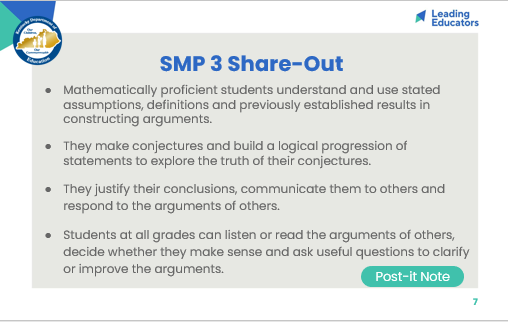 Kentucky Department of
Education
Leading
Educators
SMP 3 Share-Out
● Mathematically proficient students understand and use stated
assumptions, definitions and previously established results in
constructing arguments.
● They make conjectures and build a logical progression of
statements to explore the truth of their conjectures.
● They justify their conclusions, communicate them to others and
respond to the arguments of others.
● Students at all grades can listen or read the arguments of others,
decide whether they make sense and ask useful questions to clarify
or improve the arguments.
Post-it Note
7